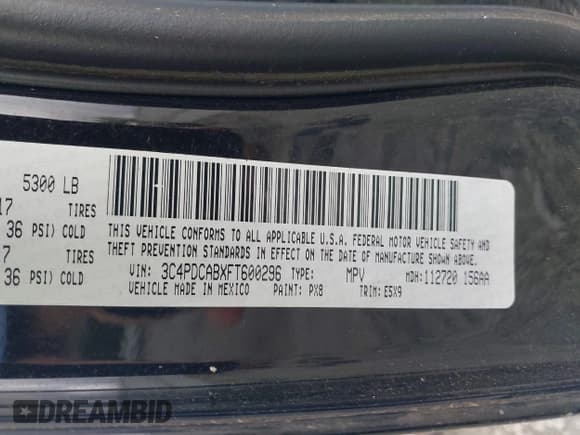 5300 LB
17 TIRES
36 PSI) COLD
7 TIRES
36 PSI) COLD
THIS VEHICLE CONFORMS TO ALL APPLICABLE U.S.A. FEDERAL MOTOR VEHICLE SAFETY AND
THEFT PREVENTION STANDARDS IN EFFECT ON THE DATE OF MANUFACTURE SHOWN ABOVE.
VIN: 3C4PDCABXFT600296 TYPE: MPV MDH: 112720 156AA
VEHICLE MADE IN MEXICO PAINT: PX8 TRIM: E5X9
DREAMBID